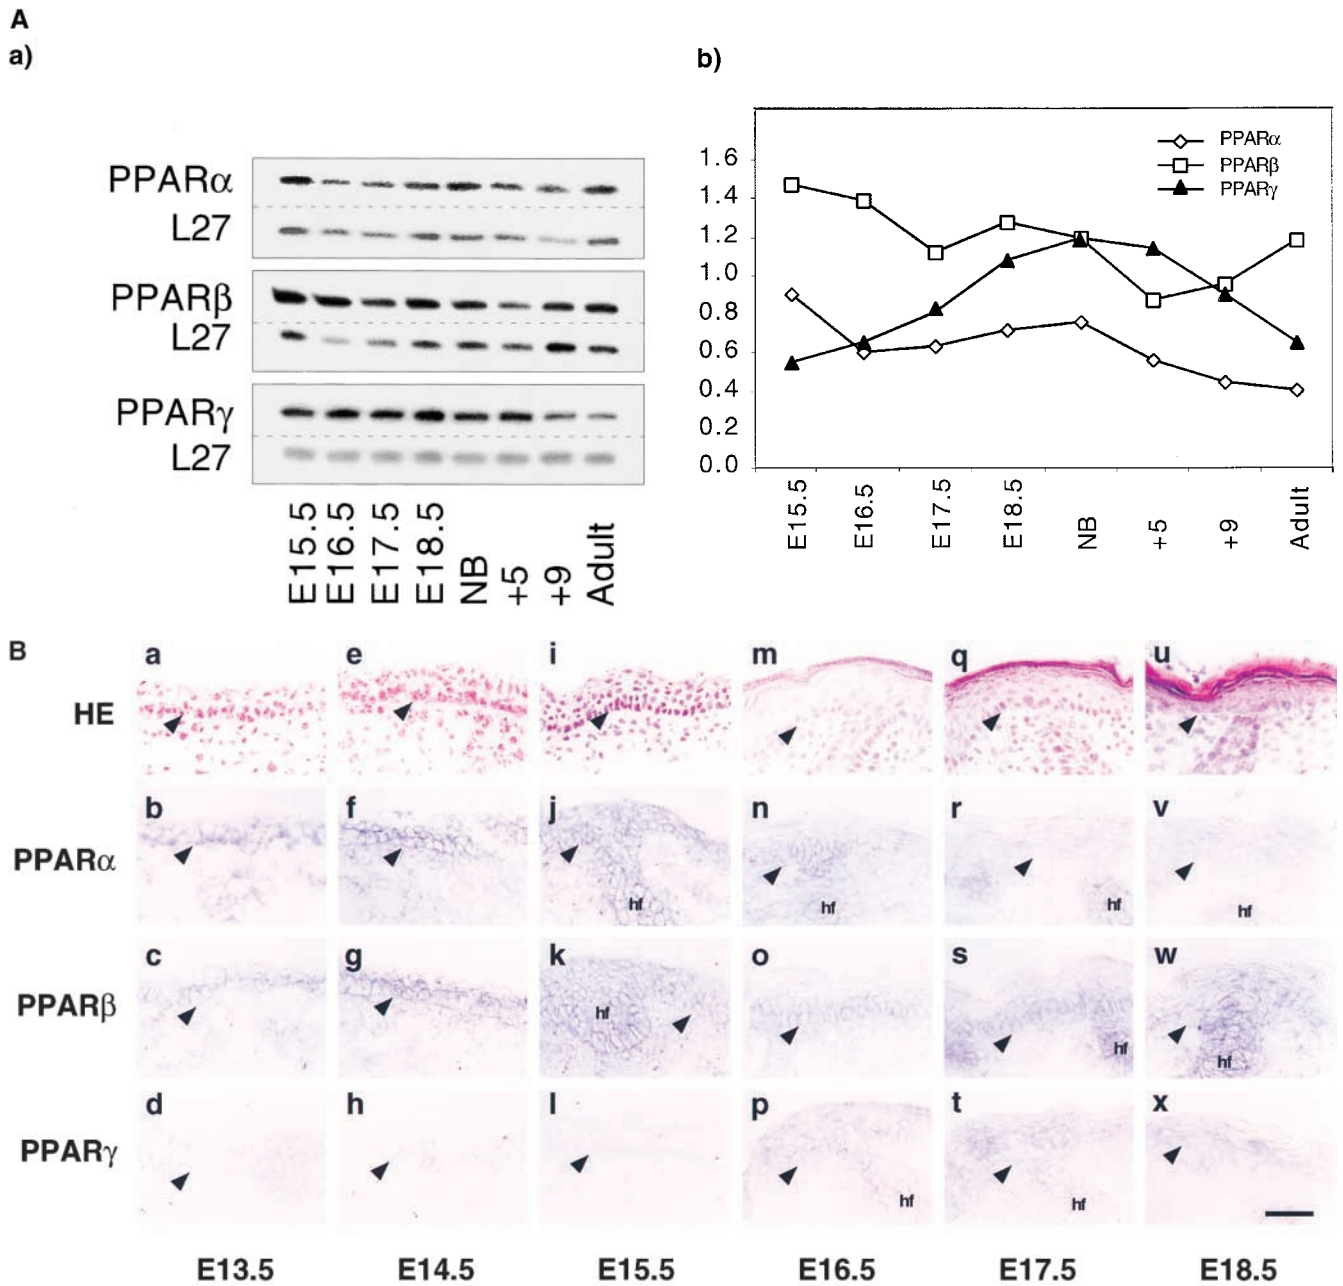 A
a)
b)
PPARα
L27
PPARβ
L27
PPARγ
L27
E15.5
E16.5
E17.5
E18.5
NB
+5
+9
Adult
PPARα
PPARβ
PPARγ
1.6
1.4
1.2
1.0
0.8
0.6
0.4
0.2
0.0
E15.5
E16.5
E17.5
E18.5
NB
+5
+9
Adult
B
HE
a e i m q u
PPARα
b f j n r v
hf hf hf hf
PPARβ
c g k o s w
hf hf hf
PPARγ
d h l p t x
hf hf
E13.5 E14.5 E15.5 E16.5 E17.5 E18.5